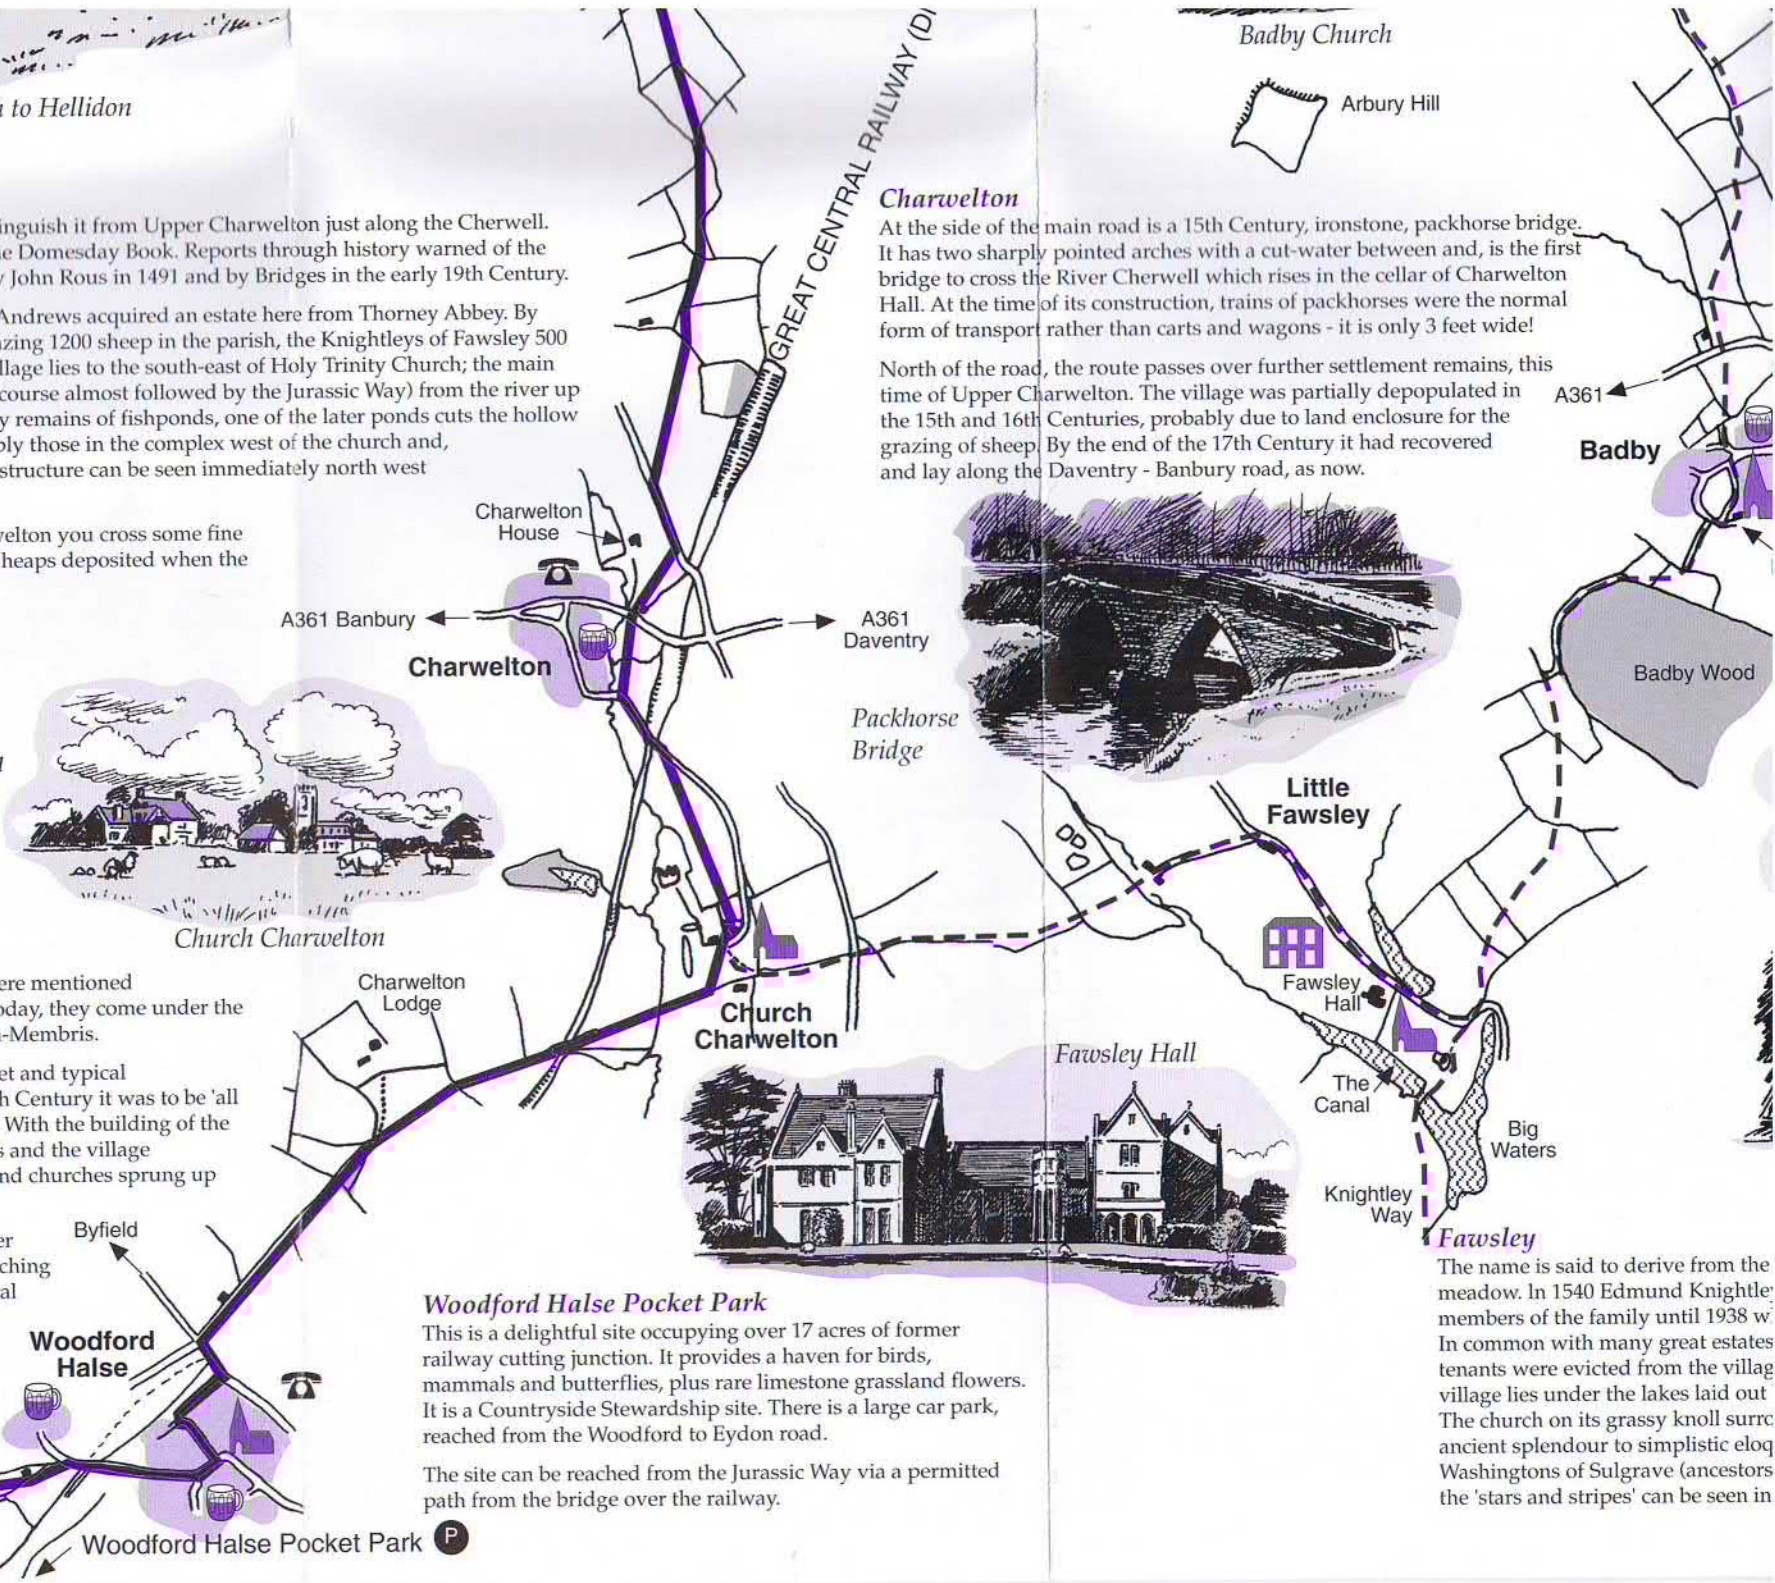 to Hellidon
Badby Church
Arbury Hill
GREAT CENTRAL RAILWAY
inguish it from Upper Charwelton just along the Cherwell.
e Domesday Book. Reports through history warned of the
y John Rous in 1491 and by Bridges in the early 19th Century.
Andrews acquired an estate here from Thorney Abbey. By
azing 1200 sheep in the parish, the Knightleys of Fawsley 500
illage lies to the south-east of Holy Trinity Church; the main
course almost followed by the Jurassic Way) from the river up
y remains of fishponds, one of the later ponds cuts the hollow
bly those in the complex west of the church and,
structure can be seen immediately north west
velton you cross some fine
heaps deposited when the
Charwelton
At the side of the main road is a 15th Century, ironstone, packhorse bridge.
It has two sharply pointed arches with a cut-water between and, is the first
bridge to cross the River Cherwell which rises in the cellar of Charwelton
Hall. At the time of its construction, trains of packhorses were the normal
form of transport rather than carts and wagons - it is only 3 feet wide!
North of the road, the route passes over further settlement remains, this
time of Upper Charwelton. The village was partially depopulated in
the 15th and 16th Centuries, probably due to land enclosure for the
grazing of sheep. By the end of the 17th Century it had recovered
and lay along the Daventry - Banbury road, as now.
A361
Badby
Charwelton
House
A361 Banbury
A361
Daventry
Charwelton
Badby Wood
Packhorse
Bridge
Little
Fawsley
Church Charwelton
Fawsley
Hall
Charwelton
Lodge
Church
Charwelton
Fawsley Hall
The
Canal
Big
Waters
Knightley
Way
ere mentioned
oday, they come under the
-Membris.
et and typical
h Century it was to be 'all
With the building of the
s and the village
nd churches sprung up
er
ching
al
Byfield
Woodford
Halse
Woodford Halse Pocket Park
This is a delightful site occupying over 17 acres of former
railway cutting junction. It provides a haven for birds,
mammals and butterflies, plus rare limestone grassland flowers.
It is a Countryside Stewardship site. There is a large car park,
reached from the Woodford to Eydon road.
The site can be reached from the Jurassic Way via a permitted
path from the bridge over the railway.
Fawsley
The name is said to derive from the
meadow. In 1540 Edmund Knightley
members of the family until 1938 w
In common with many great estates
tenants were evicted from the villag
village lies under the lakes laid out
The church on its grassy knoll surro
ancient splendour to simplistic eloq
Washingtons of Sulgrave (ancestors
the 'stars and stripes' can be seen in
Woodford Halse Pocket Park P